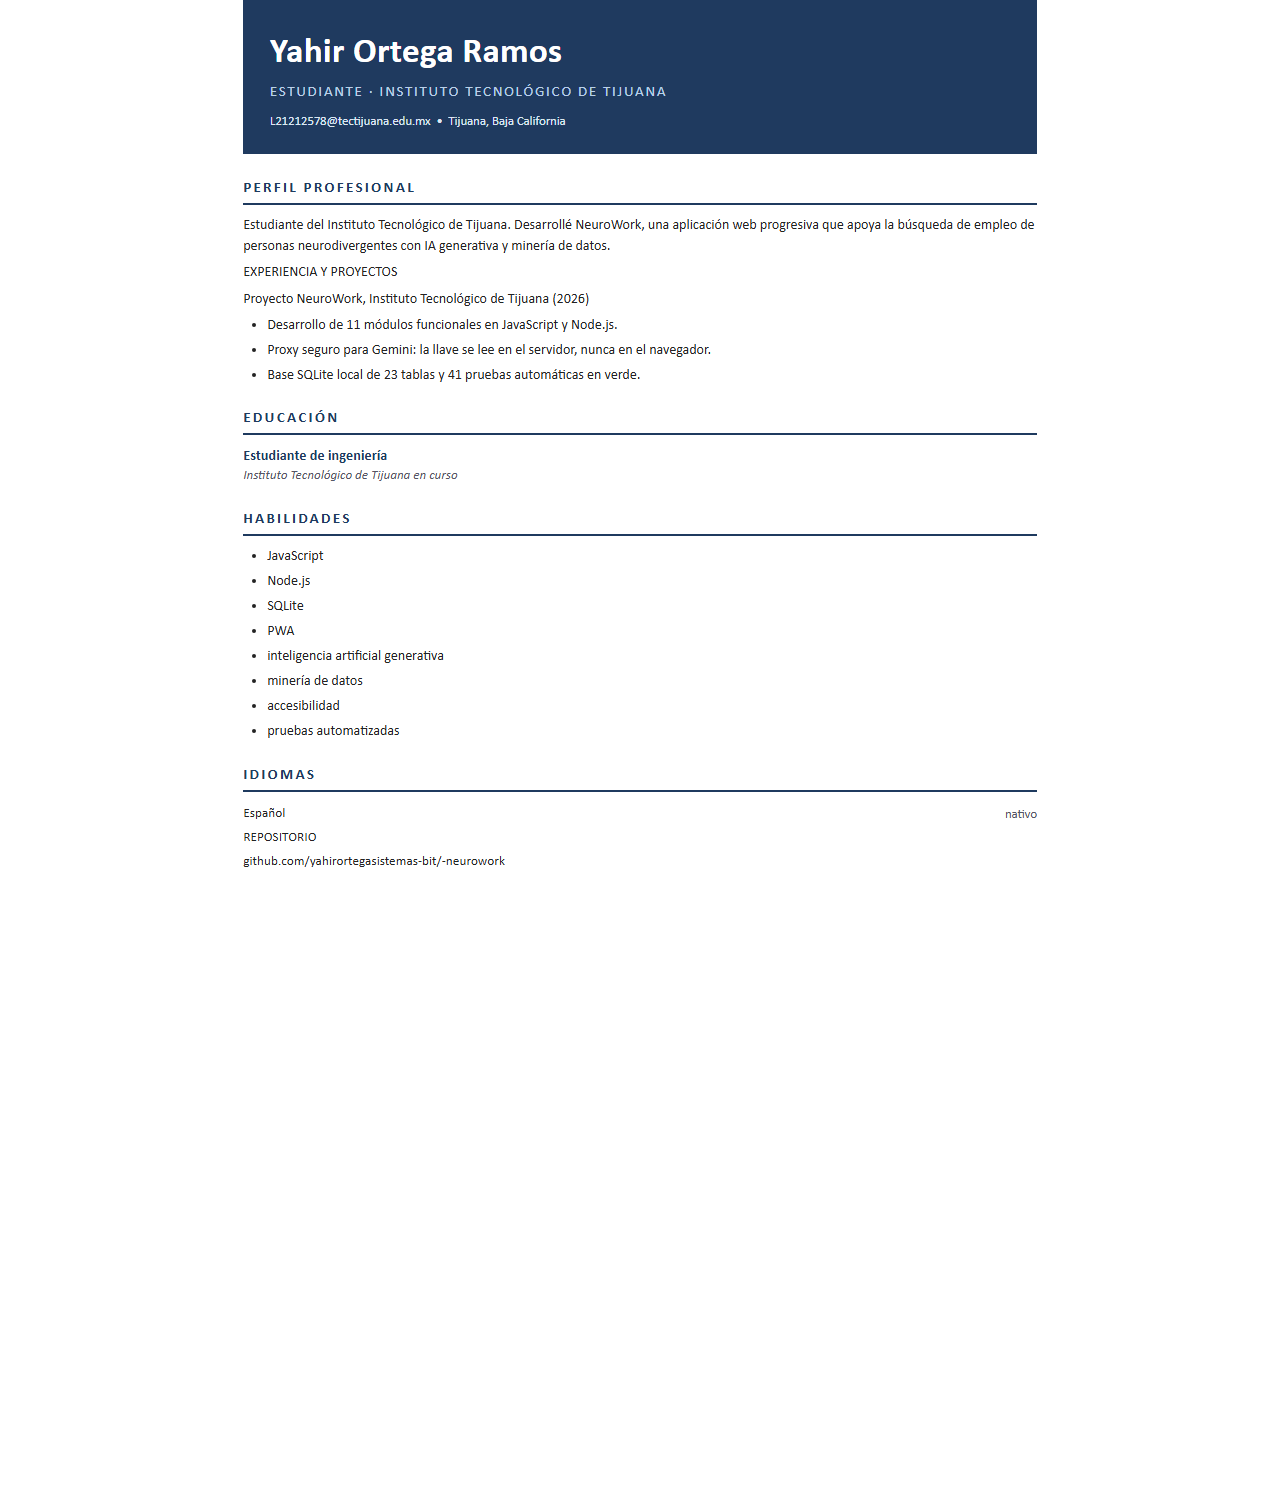 Yahir Ortega Ramos
ESTUDIANTE · INSTITUTO TECNOLÓGICO DE TIJUANA
L21212578@tectijuana.edu.mx • Tijuana, Baja California
PERFIL PROFESIONAL
Estudiante del Instituto Tecnológico de Tijuana. Desarrollé NeuroWork, una aplicación web progresiva que apoya la búsqueda de empleo de
personas neurodivergentes con IA generativa y minería de datos.
EXPERIENCIA Y PROYECTOS
Proyecto NeuroWork, Instituto Tecnológico de Tijuana (2026)
• Desarrollo de 11 módulos funcionales en JavaScript y Node.js.
• Proxy seguro para Gemini: la llave se lee en el servidor, nunca en el navegador.
• Base SQLite local de 23 tablas y 41 pruebas automáticas en verde.
EDUCACIÓN
Estudiante de ingeniería
Instituto Tecnológico de Tijuana en curso
HABILIDADES
• JavaScript
• Node.js
• SQLite
• PWA
• inteligencia artificial generativa
• minería de datos
• accesibilidad
• pruebas automatizadas
IDIOMAS
Español nativo
REPOSITORIO
github.com/yahirortegasistemas-bit/-neurowork